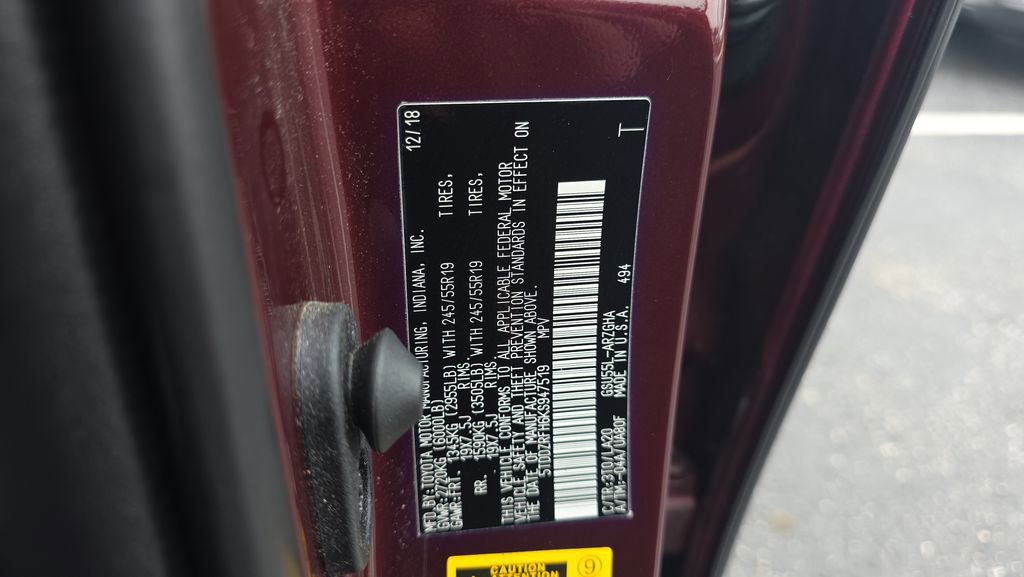 MFD.BY:TOYOTA MOTOR MANUFACTURING, INDIANA, INC. 12/18
GVWR:2720KG (6000LB)
GAWR:FRT- 1345KG (2955LB) WITH 245/55R19 TIRES,
19X7.5J RIMS.
RR. 1590KG (3505LB) WITH 245/55R19 TIRES,
19X7.5J RIMS.
THIS VEHICLE CONFORMS TO ALL APPLICABLE FEDERAL MOTOR
VEHICLE SAFETY AND THEFT PREVENTION STANDARDS IN EFFECT ON
THE DATE OF MANUFACTURE SHOWN ABOVE.
5TDDZRFH6KS947519 MPV
C/TR:3T0/LA20 GSU55L-ARZGHA
A/TM:-04A/UA80F MADE IN U.S.A. 494
T
CAUTION
ATTENTION
9